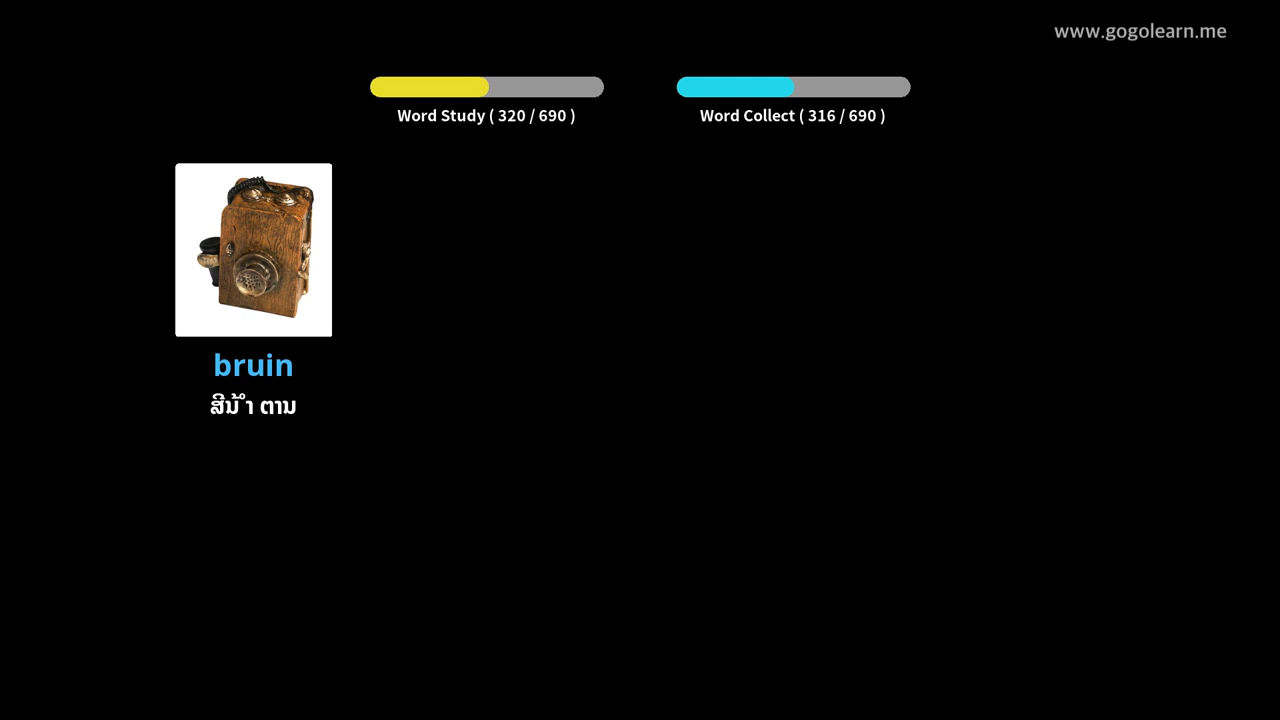 www.gogolearn.me
Word Study ( 320 / 690 )
Word Collect ( 316 / 690 )
bruin
ສີນ້ ຳ ຕານ